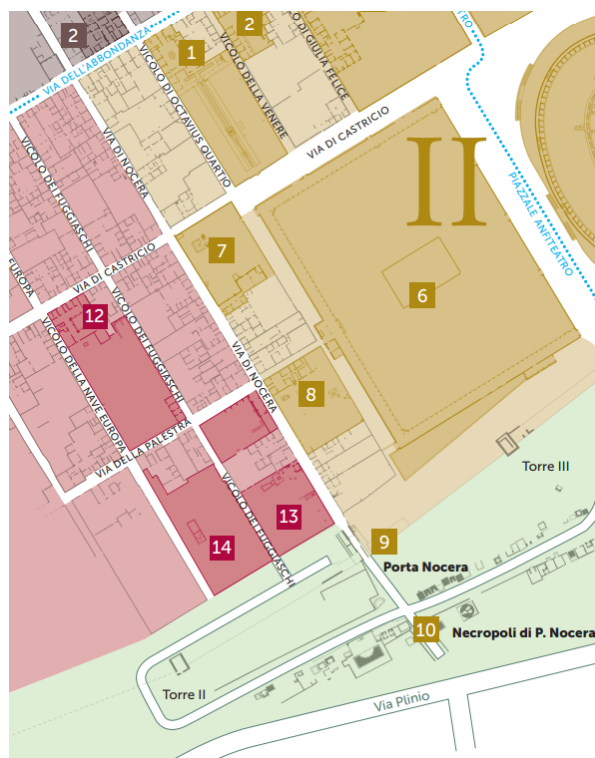 2
VIA DELL'ABBONDANZA
1
2
VICOLO DI OCTAVIUS QUARTIO
VICOLO DELLA VENERE
DI GIULIA FELICE
TRO
VIA DI CASTRICIO
II
PIAZZALE ANFITEATRO
VICOLO DEI FUGGIASCHI
VIA DI NOCERA
EUROPA
VIA DI CASTRICIO
7
6
12
VICOLO DELLA NAVE EUROPA
VICOLO DEI FUGGIASCHI
VIA DI NOCERA
8
VIA DELLA PALESTRA
Torre III
13
14
VICOLO DEI FUGGIASCHI
9
Porta Nocera
10
Necropoli di P. Nocera
Torre II
Via Plinio